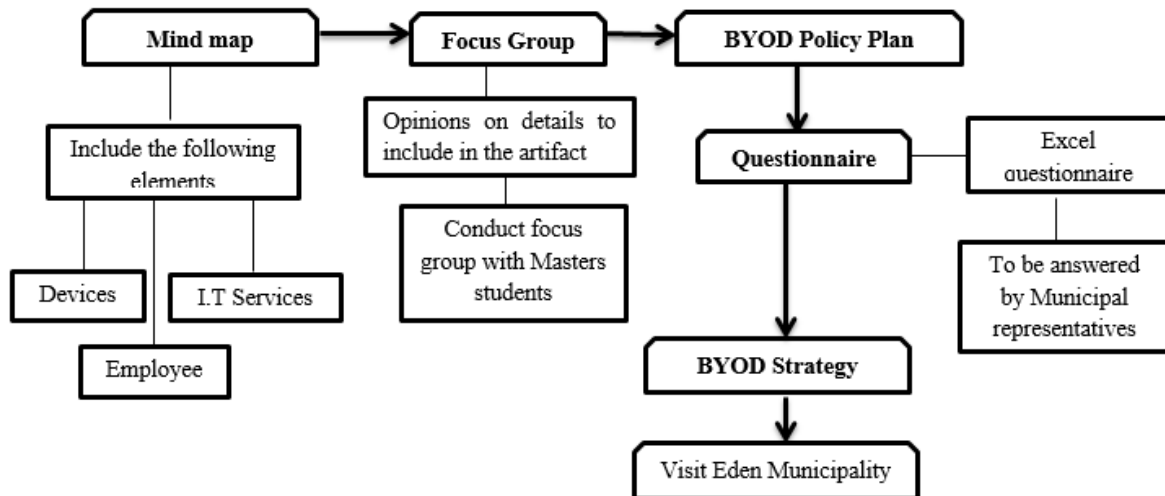 Mind map
Focus Group
BYOD Policy Plan
Include the following
elements
Opinions on details to
include in the artifact
Questionnaire
Excel
questionnaire
Conduct focus
group with Masters
students
Devices
I.T Services
To be answered
by Municipal
representatives
Employee
BYOD Strategy
Visit Eden Municipality